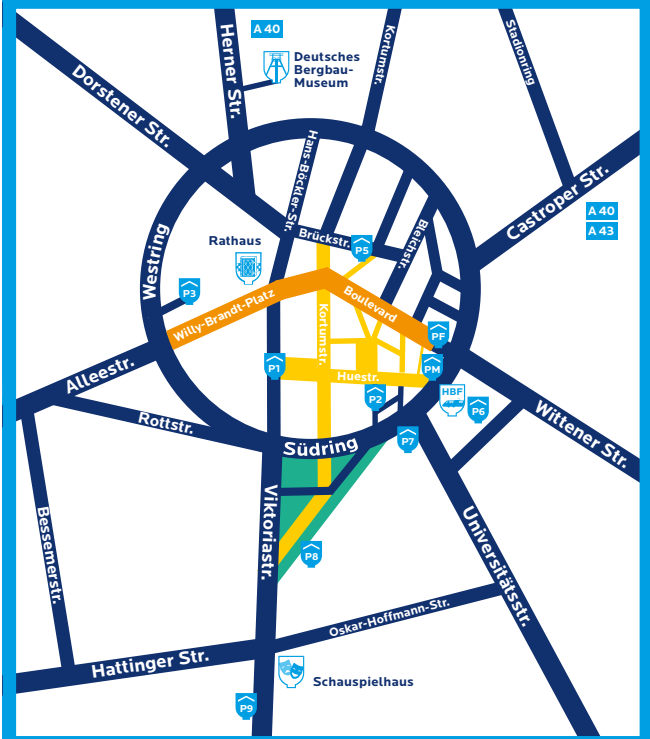 A 40
Herner Str.
Kortumstr.
Stadionring
Deutsches
Bergbau-
Museum
Dorstener Str.
Hans-Böckler-Str.
Castroper Str.
A 40
A 43
Westring
Rathaus
Brückstr.
P5
Bleichstr.
P3
Willy-Brandt-Platz
Boulevard
Kortumstr.
PF
P1
Huestr.
PM
Alleestr.
HBF
P2
P6
Rottstr.
Südring
P7
Wittener Str.
Viktoriastr.
Bessemerstr.
Universitätsstr.
P8
Oskar-Hoffmann-Str.
Hattinger Str.
Schauspielhaus
P9